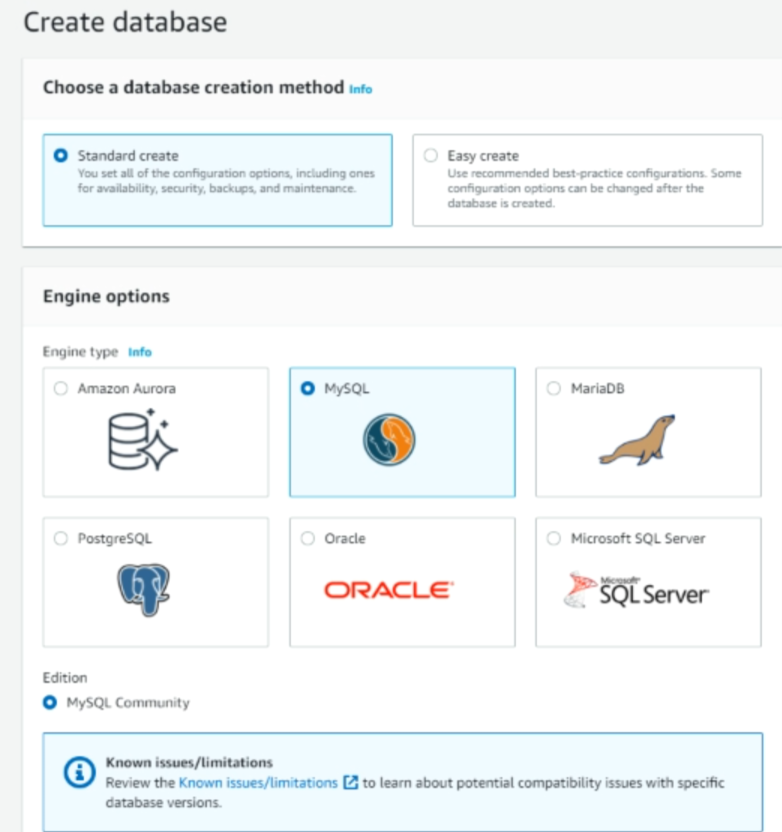 Create database
Choose a database creation method Info
Standard create
You set all of the configuration options, including ones
for availability, security, backups, and maintenance.
Easy create
Use recommended best-practice configurations. Some
configuration options can be changed after the
database is created.
Engine options
Engine type Info
Amazon Aurora
MySQL
MariaDB
PostgreSQL
Oracle
ORACLE
Microsoft SQL Server
Microsoft
SQL Server
Edition
MySQL Community
Known issues/limitations
Review the Known issues/limitations to learn about potential compatibility issues with specific
database versions.